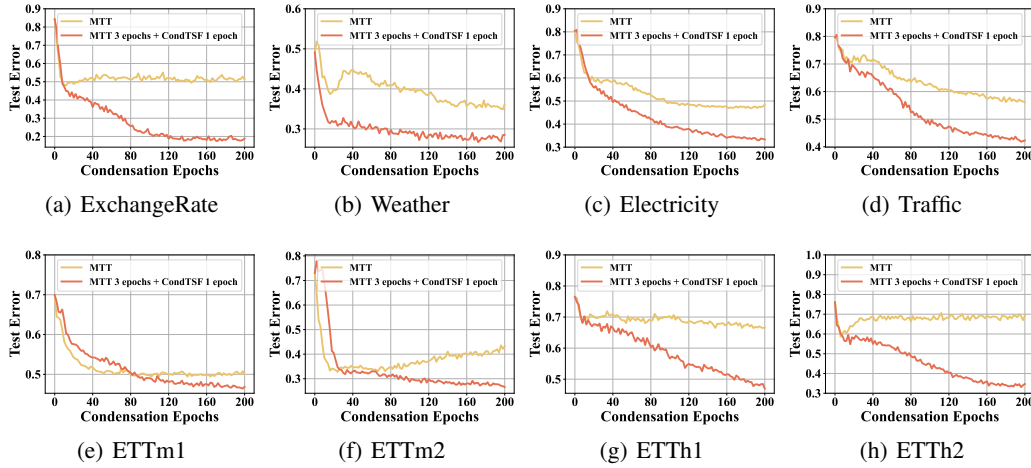 0.9
0.8
0.7
0.6
0.5
0.4
0.3
0.2
Test Error
MTT
MTT 3 epochs + CondTSF 1 epoch
0 40 80 120 160 200
Condensation Epochs
(a) ExchangeRate
0.6
0.5
0.4
0.3
Test Error
MTT
MTT 3 epochs + CondTSF 1 epoch
0 40 80 120 160 200
Condensation Epochs
(b) Weather
0.9
0.8
0.7
0.6
0.5
0.4
0.3
Test Error
MTT
MTT 3 epochs + CondTSF 1 epoch
0 40 80 120 160 200
Condensation Epochs
(c) Electricity
0.9
0.8
0.7
0.6
0.5
0.4
Test Error
MTT
MTT 3 epochs + CondTSF 1 epoch
0 40 80 120 160 200
Condensation Epochs
(d) Traffic
0.8
0.7
0.6
0.5
Test Error
MTT
MTT 3 epochs + CondTSF 1 epoch
0 40 80 120 160 200
Condensation Epochs
(e) ETTm1
0.8
0.7
0.6
0.5
0.4
0.3
Test Error
MTT
MTT 3 epochs + CondTSF 1 epoch
0 40 80 120 160 200
Condensation Epochs
(f) ETTm2
0.9
0.8
0.7
0.6
0.5
Test Error
MTT
MTT 3 epochs + CondTSF 1 epoch
0 40 80 120 160 200
Condensation Epochs
(g) ETTh1
1.0
0.9
0.8
0.7
0.6
0.5
0.4
0.3
Test Error
MTT
MTT 3 epochs + CondTSF 1 epoch
0 40 80 120 160 200
Condensation Epochs
(h) ETTh2